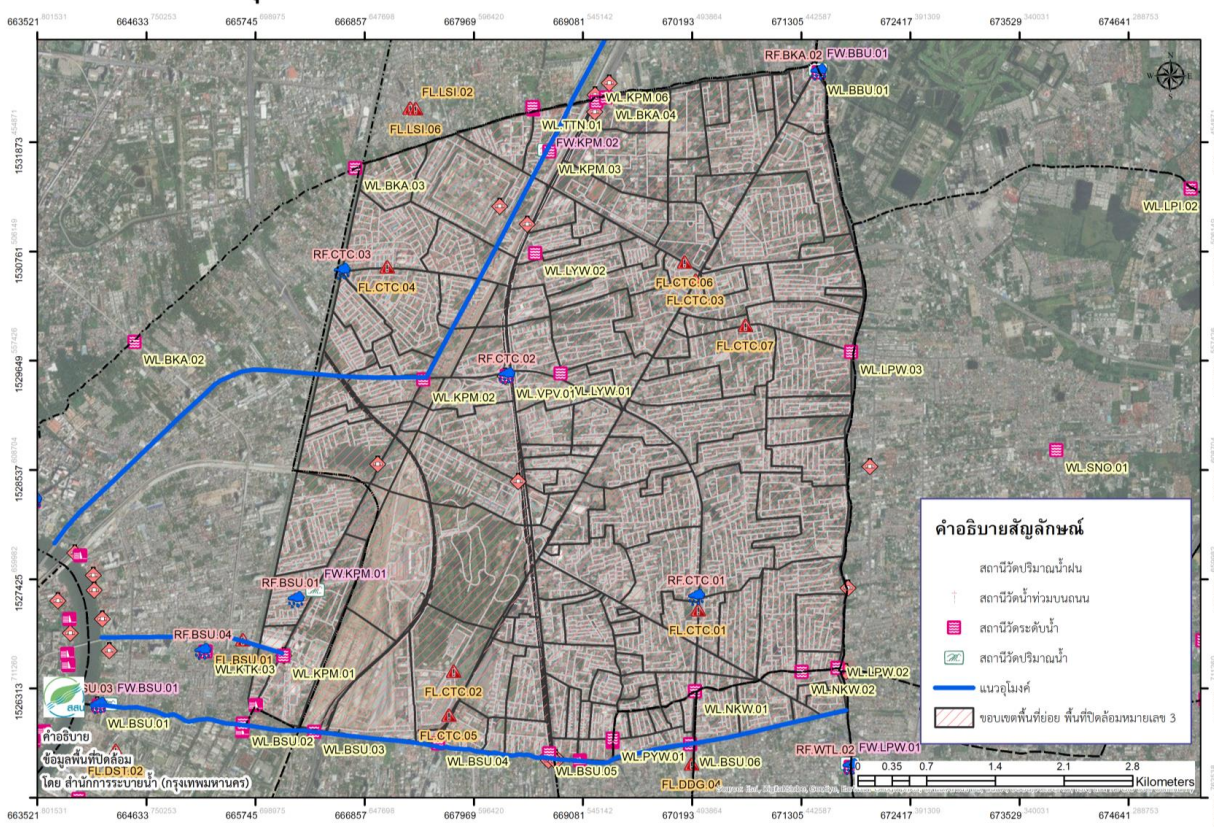 663521
664633
665745
666857
667969
669081
670193
671305
672417
673529
674641
1531873
1530761
1529649
1528537
1527425
1526313
RF.BKA.02 FW.BBU.01
WL.BBU.01
FL.LSI.02
FL.LSI.06
WL.KPM.06
WL.BKA.04
WL.TTN.01
FW.KPM.02
WL.KPM.03
WL.BKA.03
WL.LPI.02
RF.CTC.03
FL.CTC.04
WL.LYW.02
FL.CTC.06
FL.CTC.03
FL.CTC.07
WL.BKA.02
RF.CTC.02
WL.LPW.03
WL.KPM.02
WL.VPV.01
WL.LYW.01
WL.SNO.01
RF.BSU.01
FW.KPM.01
RF.CTC.01
FL.CTC.01
RF.BSU.04
FL.BSU.01
WL.KTK.03
WL.KPM.01
WL.LPW.02
WL.NKW.02
FL.CTC.02
WL.NKW.01
SU.03 FW.BSU.01
WL.BSU.01
WL.BSU.02
WL.BSU.03
FL.CTC.05
WL.BSU.04
WL.BSU.05
WL.PYW.01
WL.BSU.06
RF.WTL.02 FW.LPW.01
FL.DST.02
FL.DDG.04
คำอธิบายสัญลักษณ์
สถานีวัดปริมาณน้ำฝน
สถานีวัดน้ำท่วมบนถนน
สถานีวัดระดับน้ำ
สถานีวัดปริมาณน้ำ
แนวอุโมงค์
ขอบเขตพื้นที่ย่อย พื้นที่ปิดล้อมหมายเลข 3
0 0.35 0.7 1.4 2.1 2.8
Kilometers
สสน
คำอธิบาย
ข้อมูลพื้นที่ปิดล้อม
โดย สำนักการระบายน้ำ (กรุงเทพมหานคร)